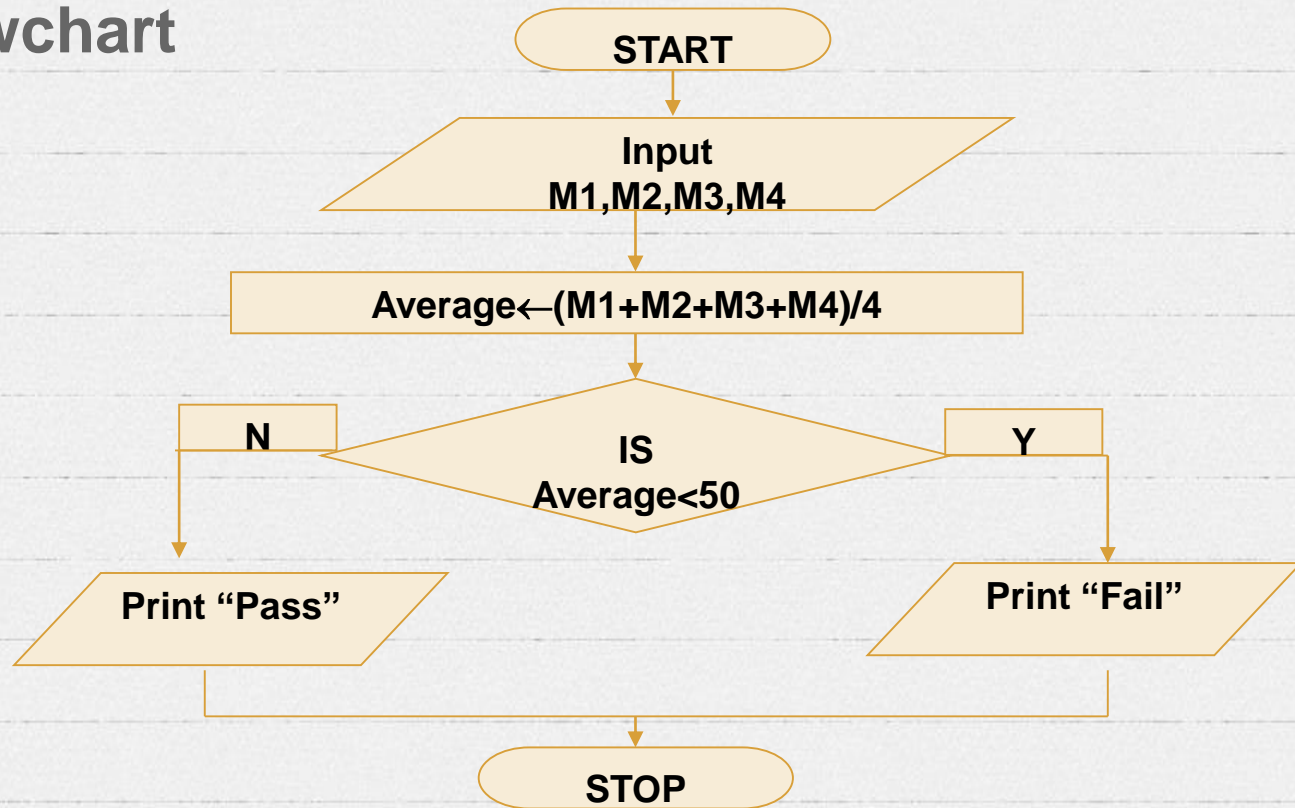 wchart
START
Input
M1,M2,M3,M4
Average←(M1+M2+M3+M4)/4
N
IS
Average<50
Y
Print “Pass”
Print “Fail”
STOP